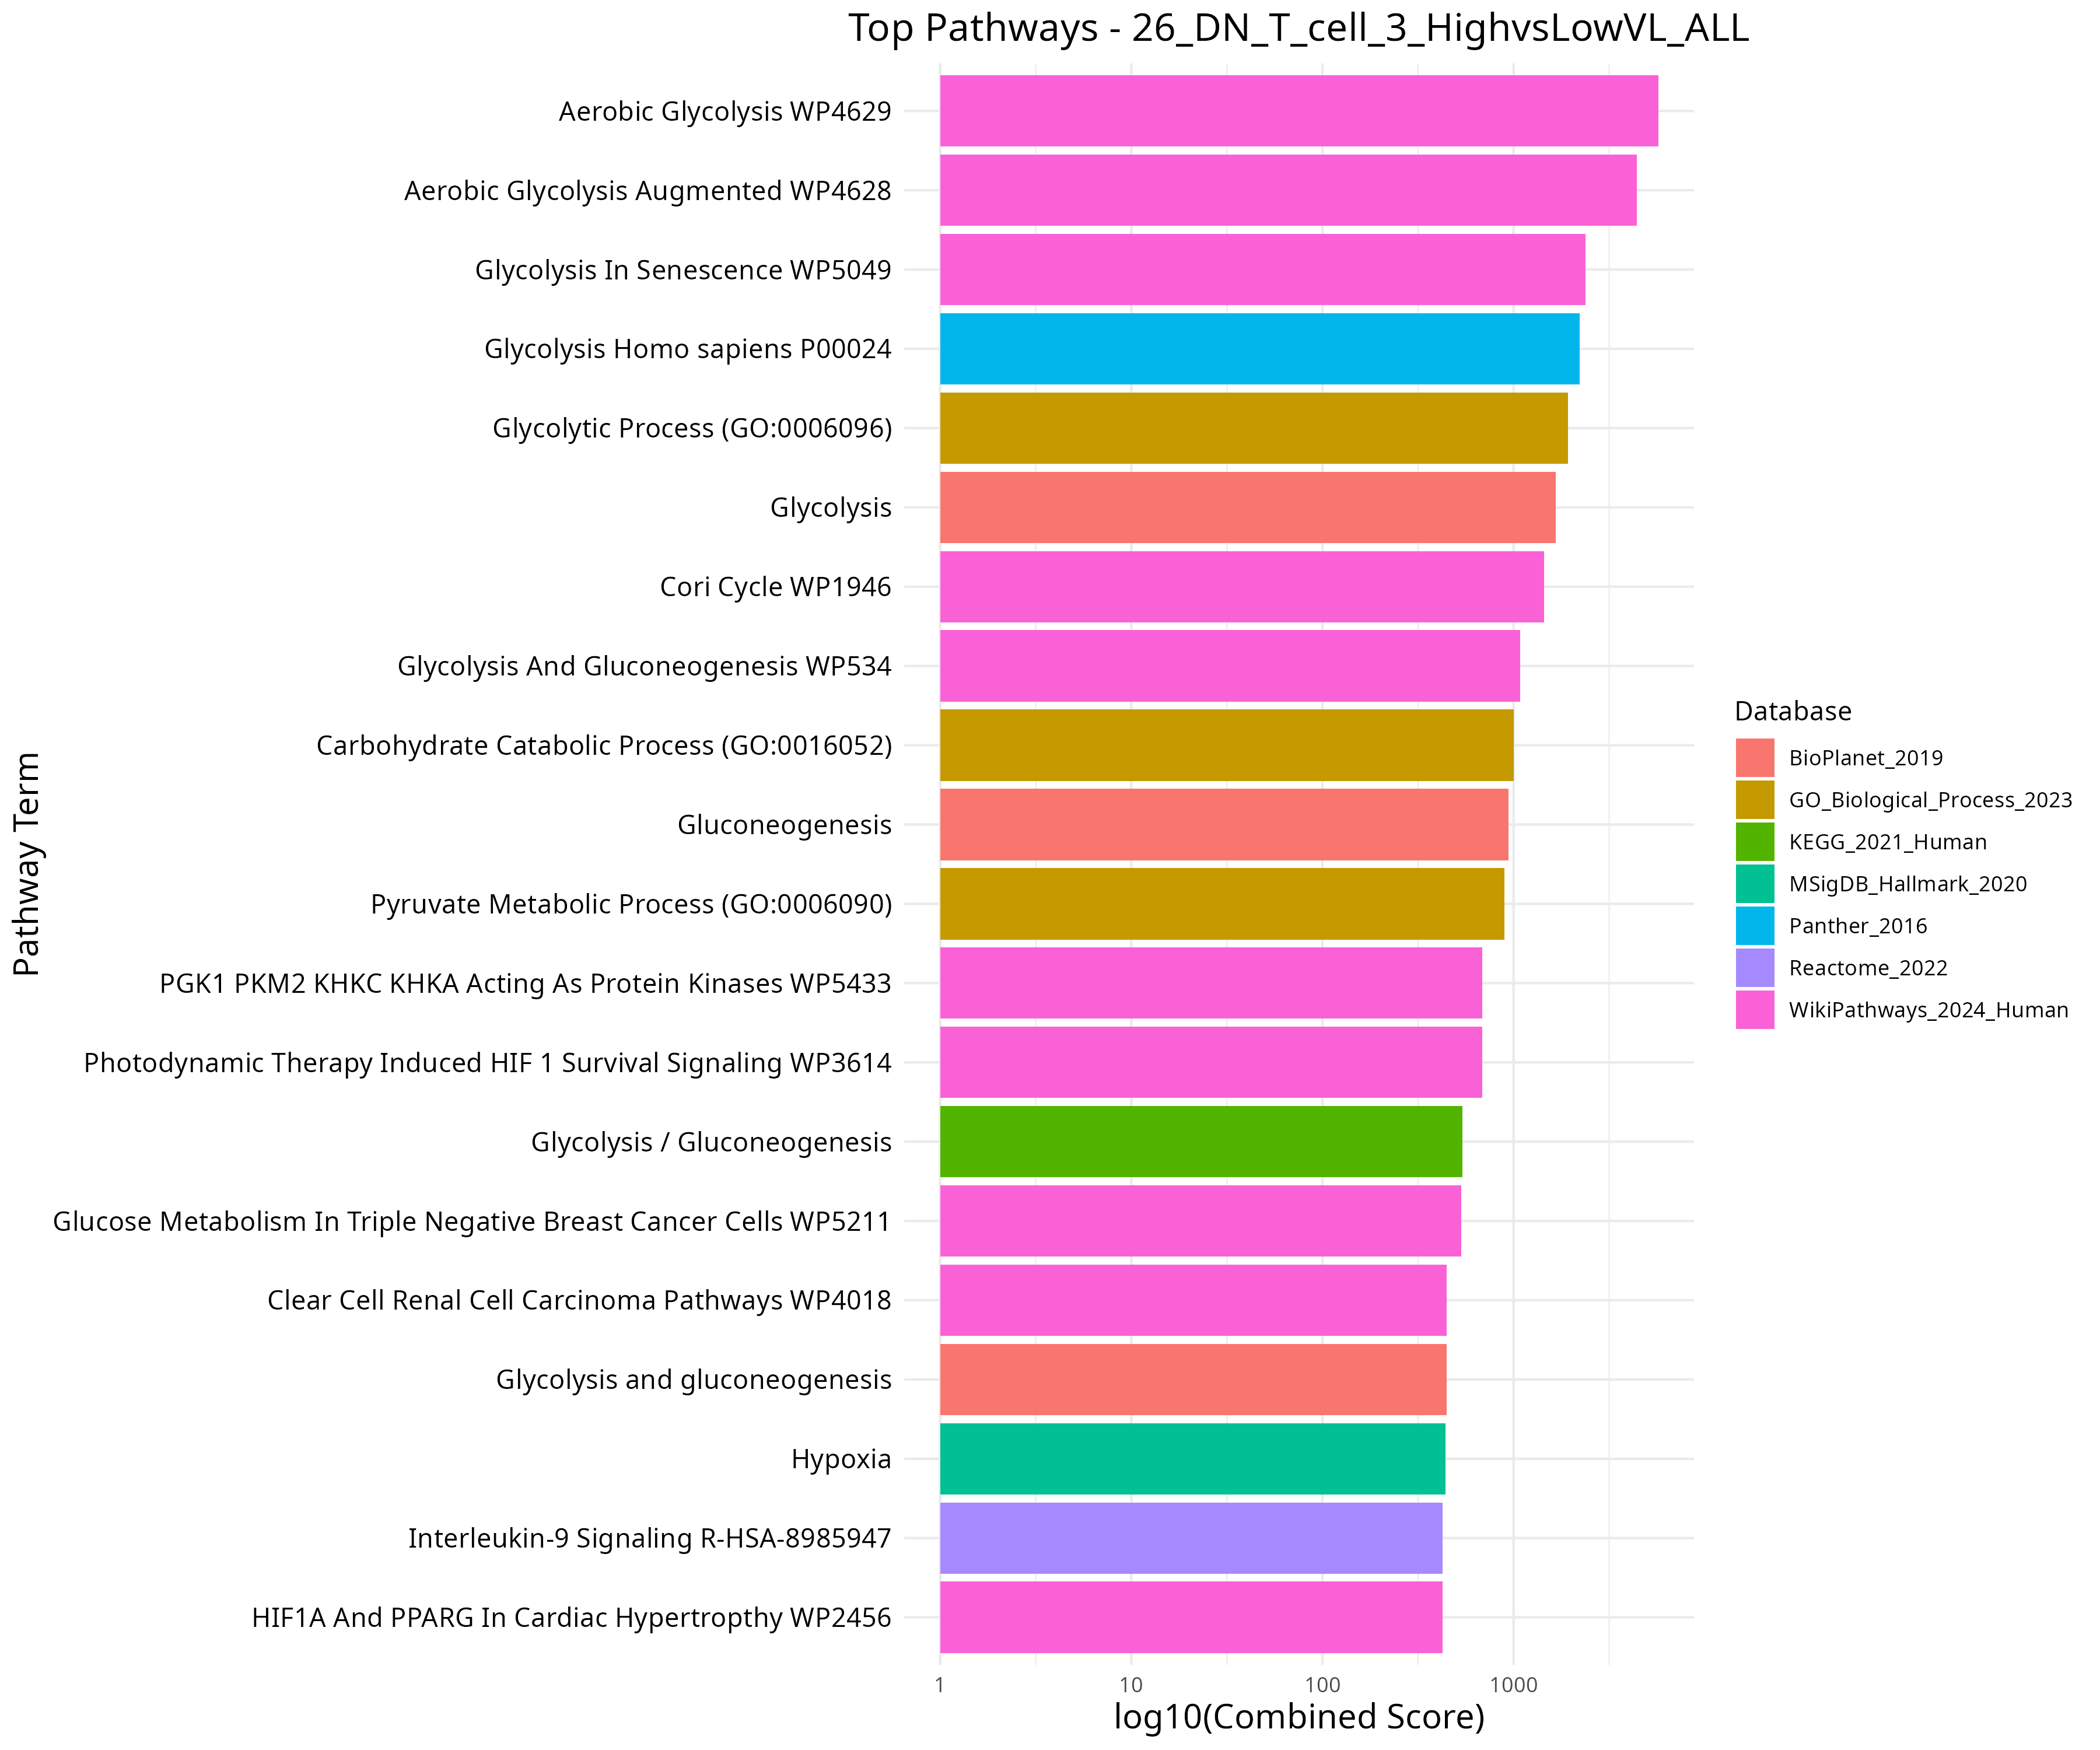 Top Pathways - 26_DN_T_cell_3_HighvsLowVL_ALL
Pathway Term
Aerobic Glycolysis WP4629
Aerobic Glycolysis Augmented WP4628
Glycolysis In Senescence WP5049
Glycolysis Homo sapiens P00024
Glycolytic Process (GO:0006096)
Glycolysis
Cori Cycle WP1946
Glycolysis And Gluconeogenesis WP534
Carbohydrate Catabolic Process (GO:0016052)
Gluconeogenesis
Pyruvate Metabolic Process (GO:0006090)
PGK1 PKM2 KHKC KHKA Acting As Protein Kinases WP5433
Photodynamic Therapy Induced HIF 1 Survival Signaling WP3614
Glycolysis / Gluconeogenesis
Glucose Metabolism In Triple Negative Breast Cancer Cells WP5211
Clear Cell Renal Cell Carcinoma Pathways WP4018
Glycolysis and gluconeogenesis
Hypoxia
Interleukin-9 Signaling R-HSA-8985947
HIF1A And PPARG In Cardiac Hypertropthy WP2456
1 10 100 1000
log10(Combined Score)
Database
BioPlanet_2019
GO_Biological_Process_2023
KEGG_2021_Human
MSigDB_Hallmark_2020
Panther_2016
Reactome_2022
WikiPathways_2024_Human